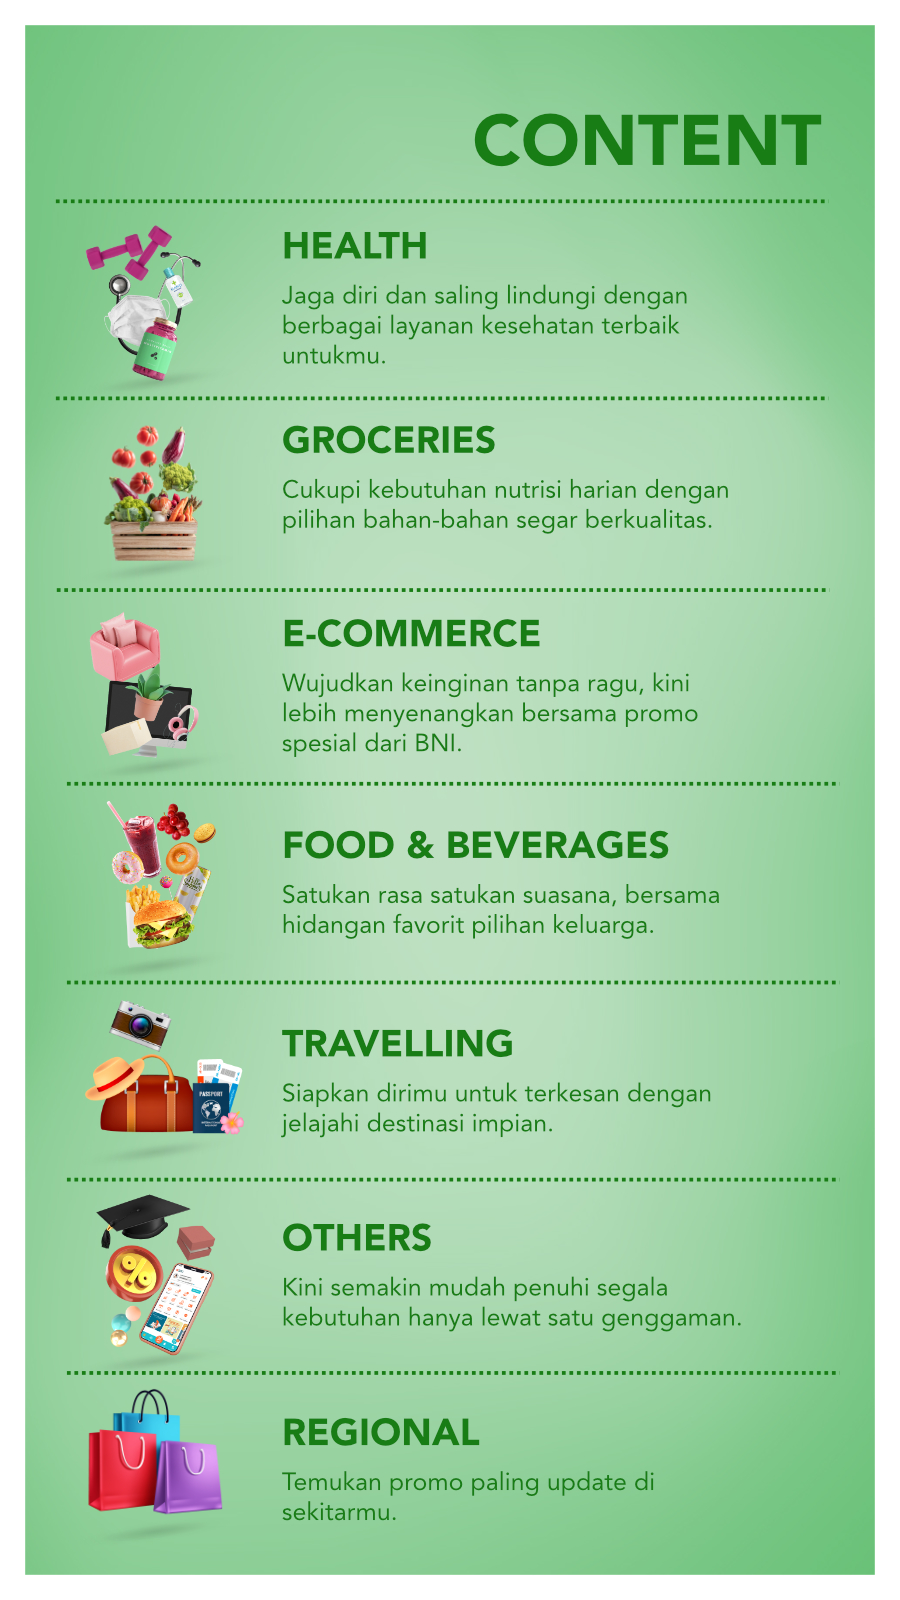 CONTENT
HEALTH
Jaga diri dan saling lindungi dengan
berbagai layanan kesehatan terbaik
untukmu.
GROCERIES
Cukupi kebutuhan nutrisi harian dengan
pilihan bahan-bahan segar berkualitas.
E-COMMERCE
Wujudkan keinginan tanpa ragu, kini
lebih menyenangkan bersama promo
spesial dari BNI.
FOOD & BEVERAGES
Satukan rasa satukan suasana, bersama
hidangan favorit pilihan keluarga.
TRAVELLING
PASSPORT
Siapkan dirimu untuk terkesan dengan
jelajahi destinasi impian.
OTHERS
Kini semakin mudah penuhi segala
kebutuhan hanya lewat satu genggaman.
REGIONAL
Temukan promo paling update di
sekitarmu.